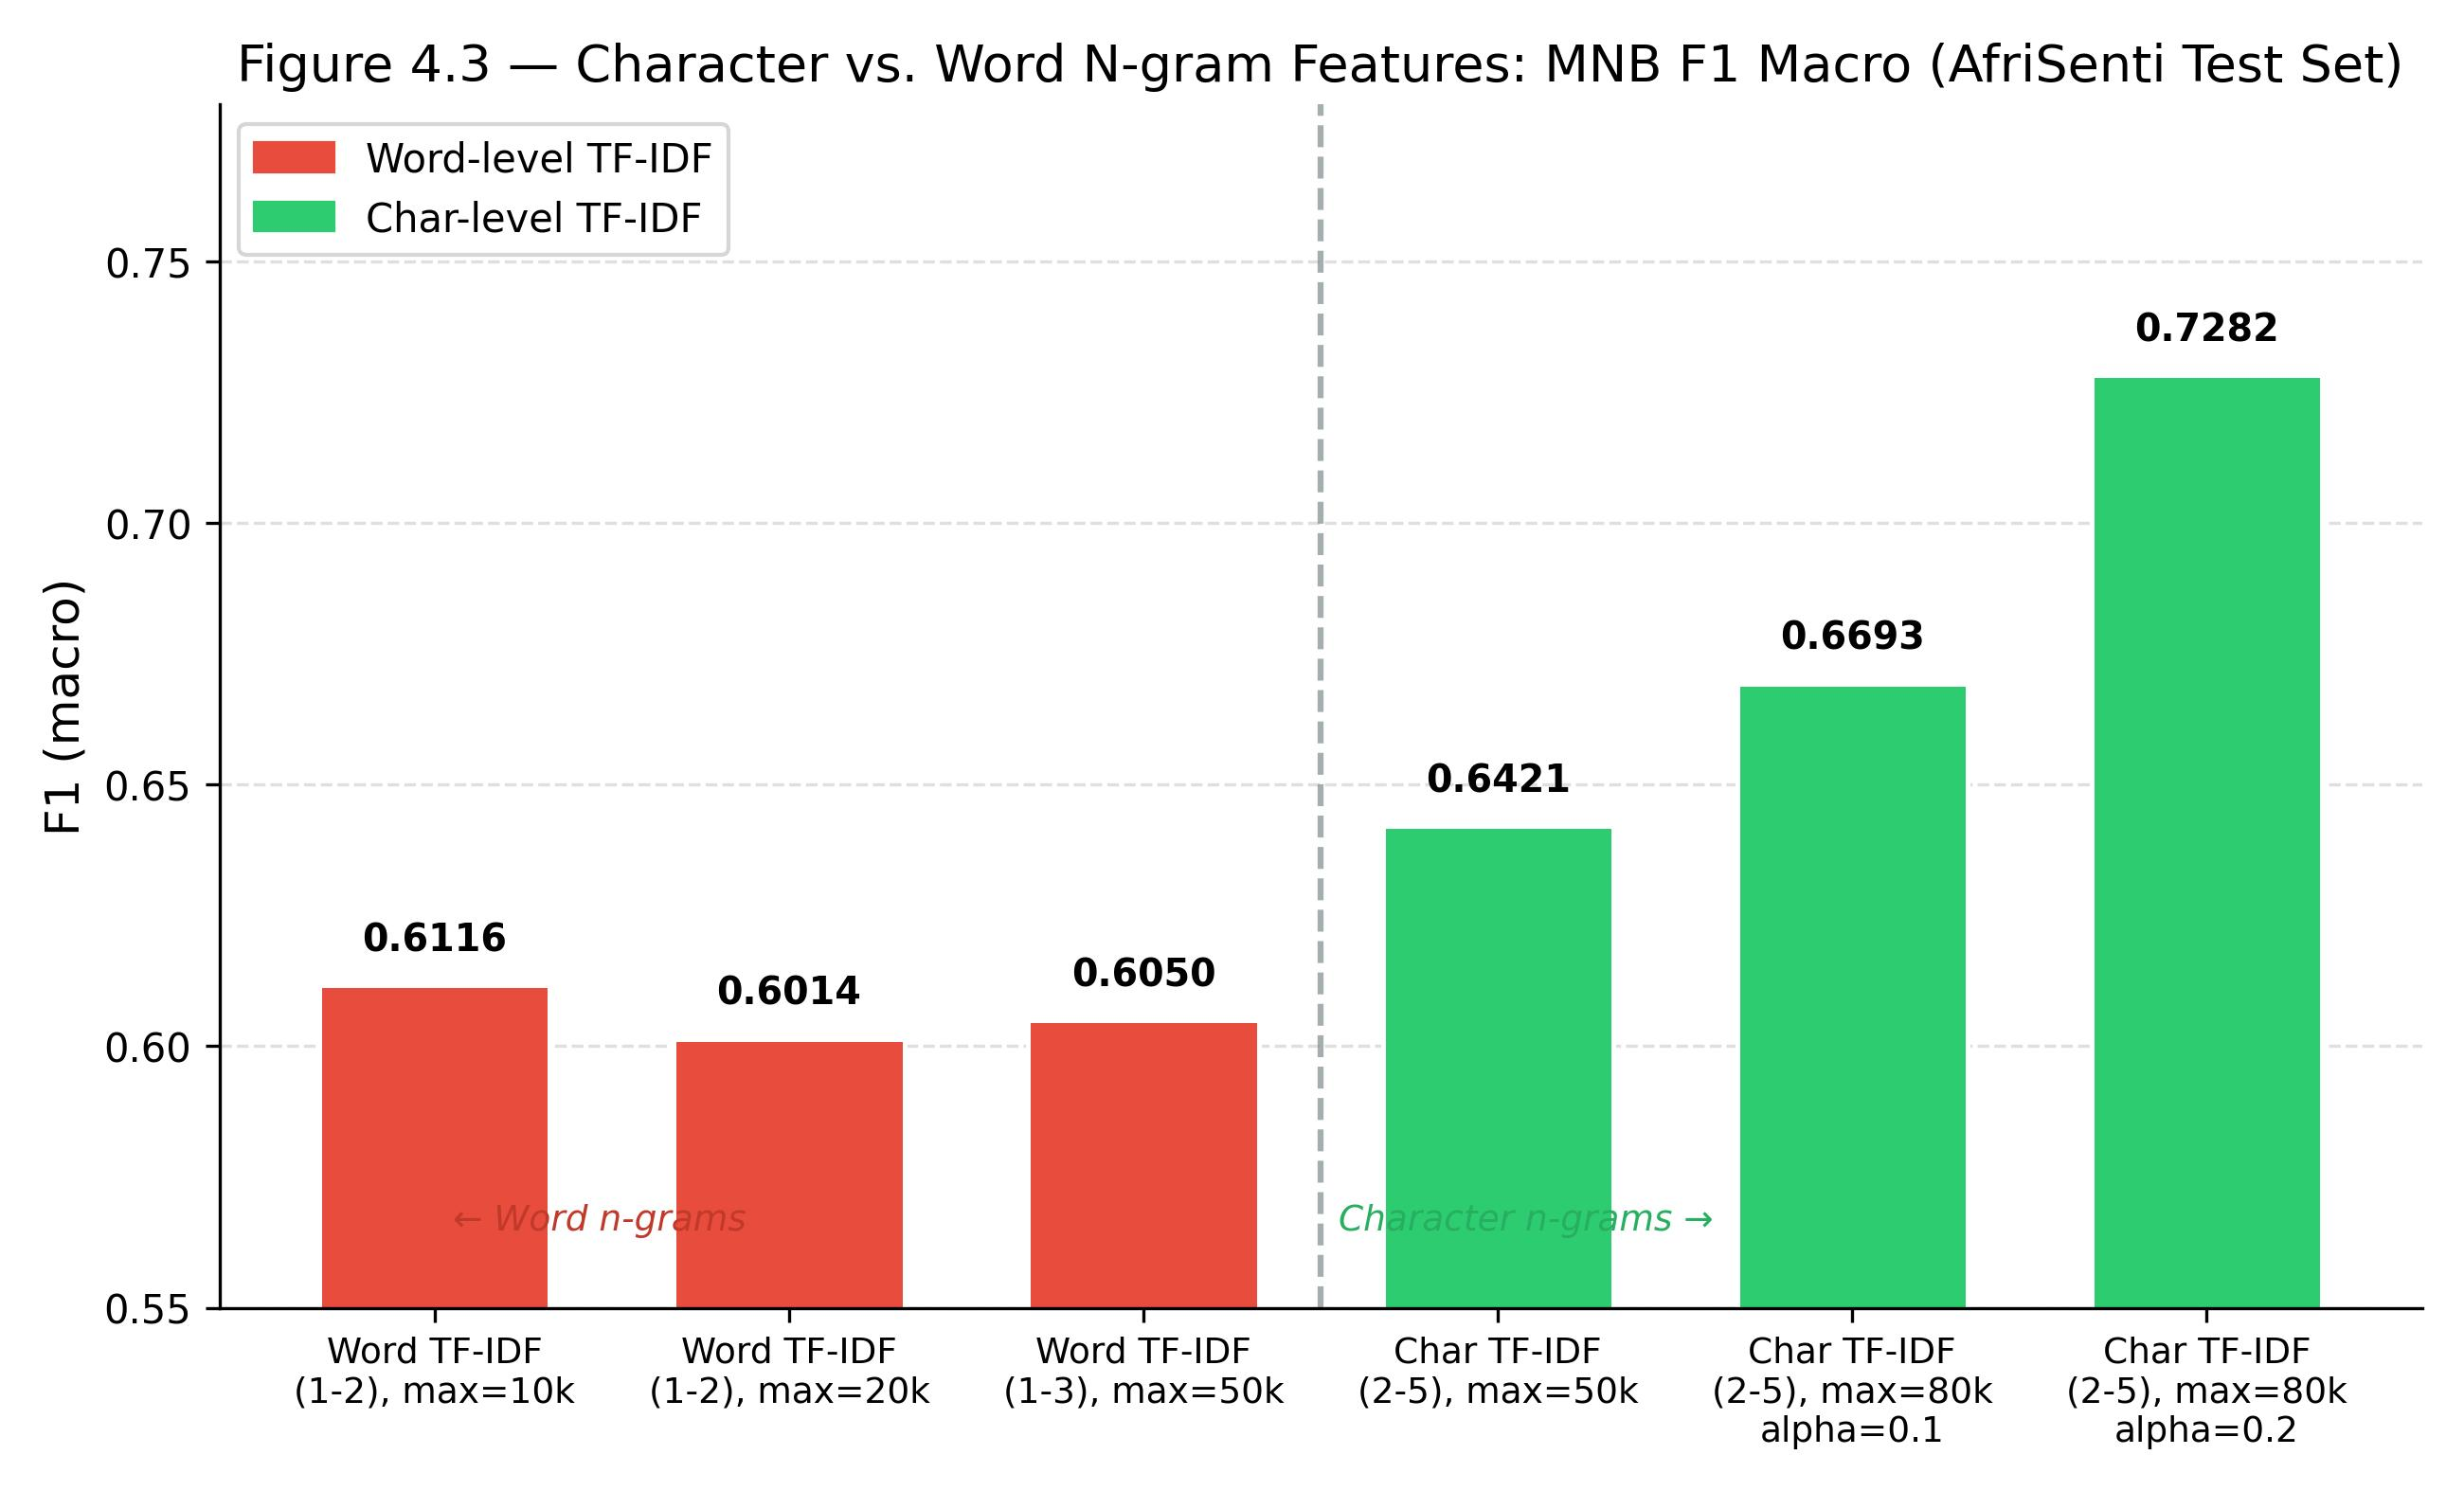 Figure 4.3 — Character vs. Word N-gram Features: MNB F1 Macro (AfriSenti Test Set)
Word-level TF-IDF
Char-level TF-IDF
F1 (macro)
0.75
0.70
0.65
0.60
0.55
0.6116
0.6014
0.6050
0.6421
0.6693
0.7282
← Word n-grams
Character n-grams →
Word TF-IDF
(1-2), max=10k
Word TF-IDF
(1-2), max=20k
Word TF-IDF
(1-3), max=50k
Char TF-IDF
(2-5), max=50k
Char TF-IDF
(2-5), max=80k
alpha=0.1
Char TF-IDF
(2-5), max=80k
alpha=0.2